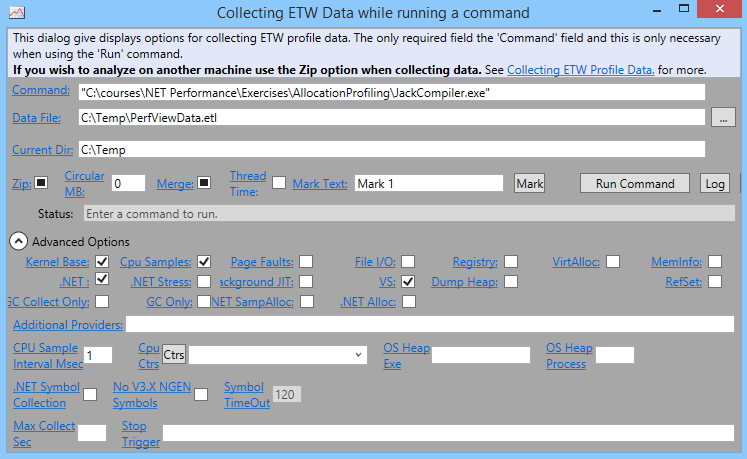 Collecting ETW Data while running a command
This dialog give displays options for collecting ETW profile data. The only required field the 'Command' field and this is only necessary
when using the 'Run' command.
If you wish to analyze on another machine use the Zip option when collecting data. See Collecting ETW Profile Data. for more.
Command: "C:\courses\NET Performance\Exercises\AllocationProfiling\JackCompiler.exe"
Data File: C:\Temp\PerfViewData.etl ...
Current Dir: C:\Temp
Zip: Circular MB: 0 Merge: Thread Time: Mark Text: Mark 1 Mark Run Command Log
Status: Enter a command to run.
Advanced Options
Kernel Base: Cpu Samples: Page Faults: File I/O: Registry: VirtAlloc: MemInfo:
.NET : .NET Stress: ackground JIT: VS: Dump Heap: RefSet:
GC Collect Only: GC Only: NET SampAlloc: .NET Alloc:
Additional Providers:
CPU Sample Interval Msec 1 Cpu Ctrs Ctrs OS Heap Exe OS Heap Process
.NET Symbol Collection No V3.X NGEN Symbols Symbol TimeOut 120
Max Collect Sec Stop Trigger